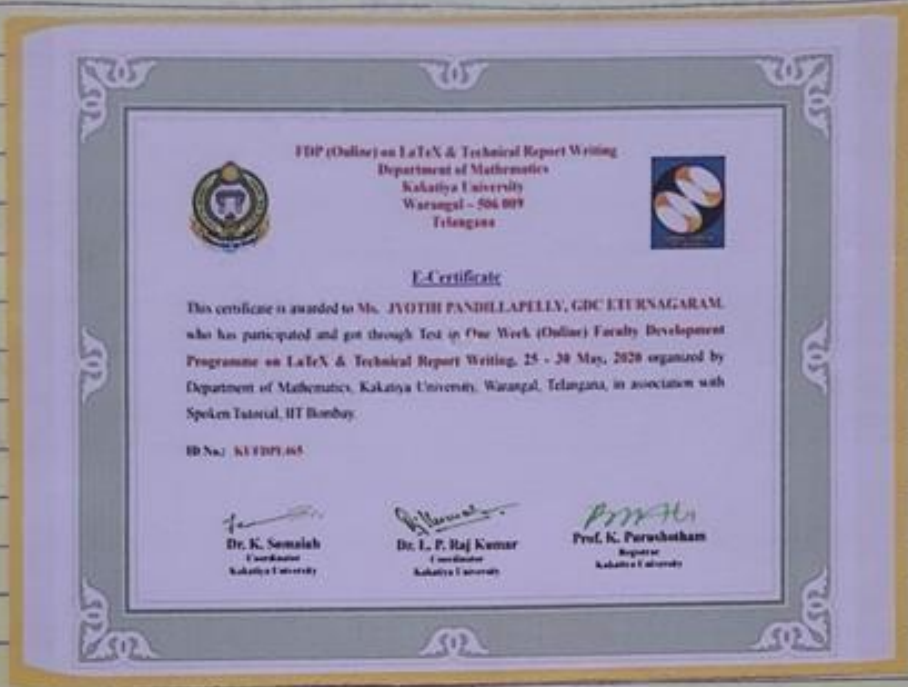 FDP (Online) on LaTeX & Technical Report Writing
Department of Mathematics
Kakatiya University
Warangal – 506 009
Telangana
E-Certificate
This certificate is awarded to Ms. JYOTHI PANDILLAPELLY, GDC ETURNAGARAM.
who has participated and got through Test in One Week (Online) Faculty Development
Programme on LaTeX & Technical Report Writing, 25 - 30 May, 2020 organized by
Department of Mathematics, Kakatiya University, Warangal, Telangana, in association with
Spoken Tutorial, IIT Bombay.
ID No.:
Dr. K. Somaiah
Coordinator
Kakatiya University
Dr. L. P. Raj Kumar
Coordinator
Kakatiya University
Prof. K. Purushotham
Registrar
Kakatiya University